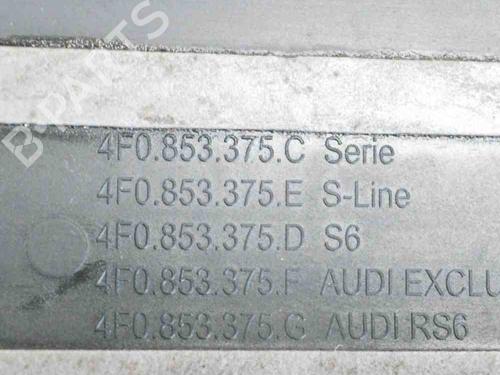 B-PARTS
4F0.853.375.C Serie
4F0.853.375.E S-Line
4F0.853.375.D S6
4F0.853.375.F AUDI EXCLU
4F0.853.375.G AUDI RS6